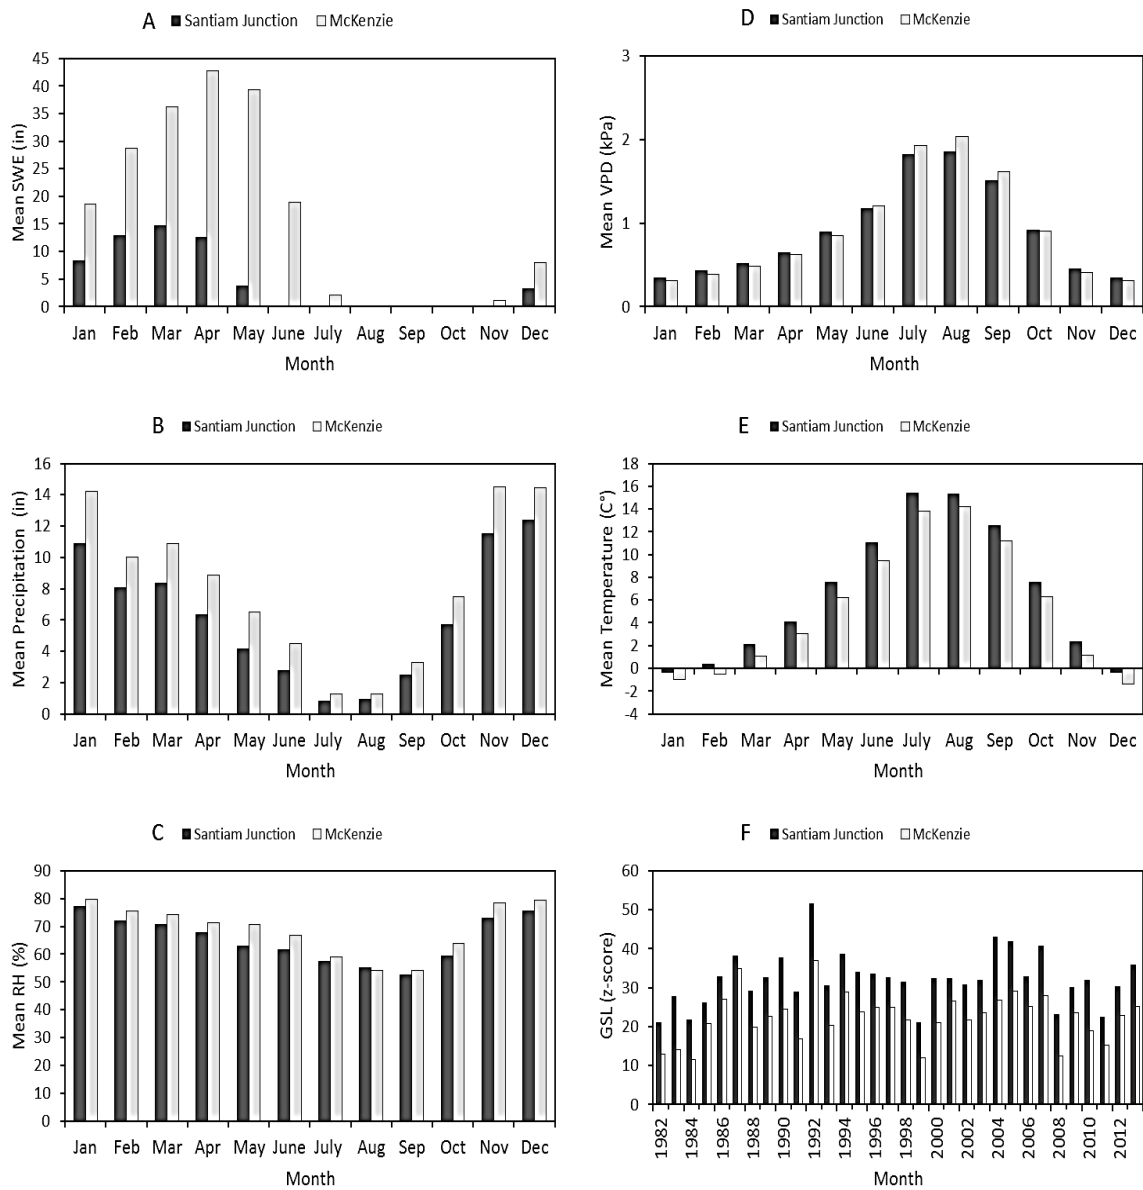 A Santiam Junction McKenzie
Mean SWE (in)
45
40
35
30
25
20
15
10
5
0
Jan Feb Mar Apr May June July Aug Sep Oct Nov Dec
Month
D Santiam Junction McKenzie
Mean VPD (kPa)
3
2
1
0
Jan Feb Mar Apr May June July Aug Sep Oct Nov Dec
Month
B Santiam Junction McKenzie
Mean Precipitation (in)
16
14
12
10
8
6
4
2
0
Jan Feb Mar Apr May June July Aug Sep Oct Nov Dec
Month
E Santiam Junction McKenzie
Mean Temperature (C°)
18
16
14
12
10
8
6
4
2
0
-2
-4
Jan Feb Mar Apr May June July Aug Sep Oct Nov Dec
Month
C Santiam Junction McKenzie
Mean RH (%)
90
80
70
60
50
40
30
20
10
0
Jan Feb Mar Apr May June July Aug Sep Oct Nov Dec
Month
F Santiam Junction McKenzie
GSL (z-score)
60
50
40
30
20
10
0
1982 1984 1986 1988 1990 1992 1994 1996 1998 2000 2002 2004 2006 2008 2010 2012
Month